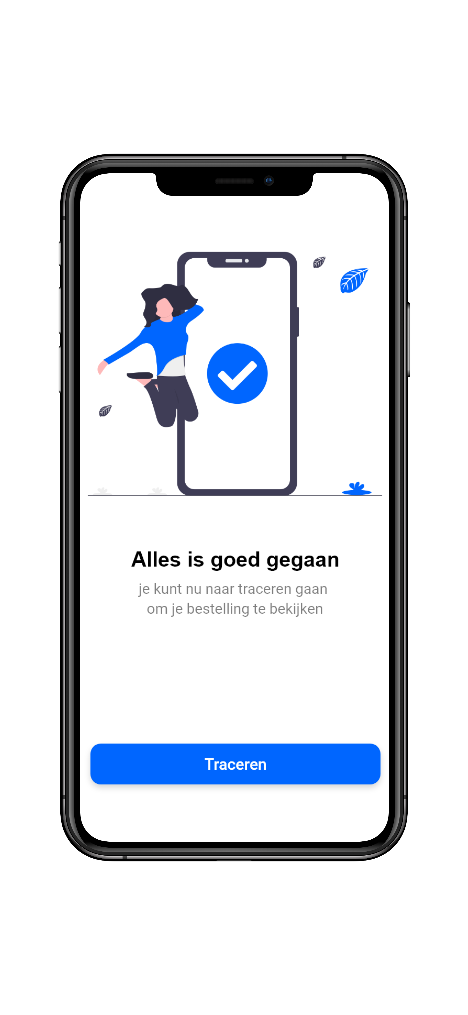 Alles is goed gegaan
je kunt nu naar traceren gaan
om je bestelling te bekijken
Traceren